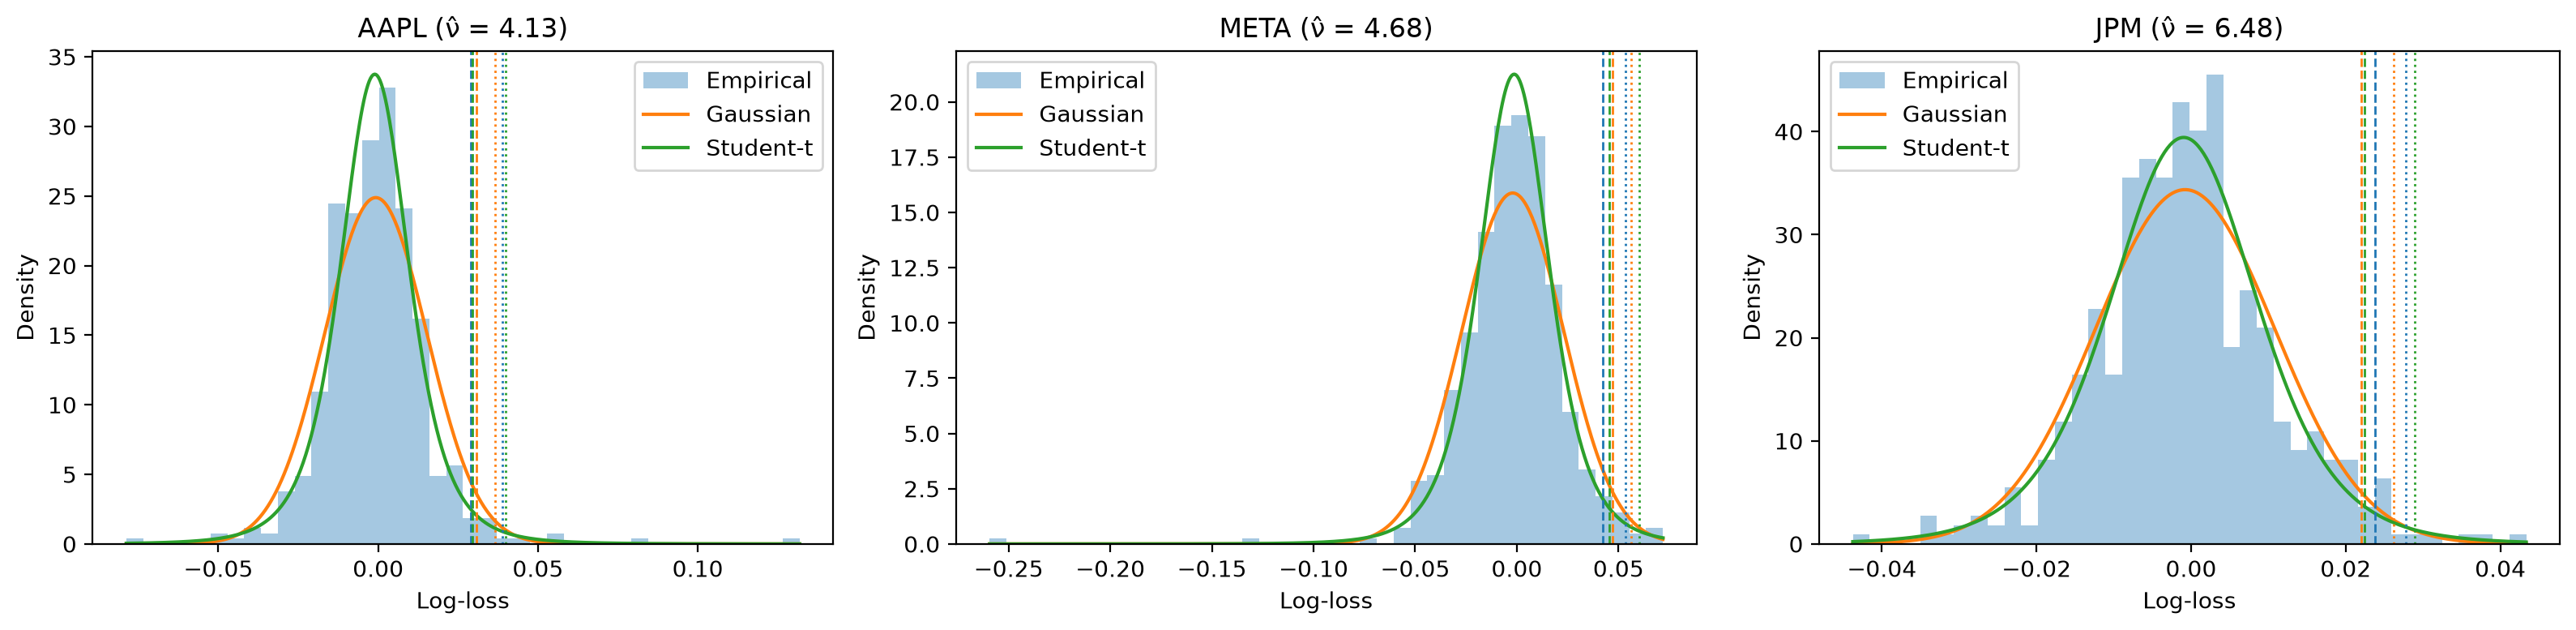 AAPL (ν̂ = 4.13)
35
30
25
20
15
10
5
0
Density
−0.05
0.00
0.05
0.10
Log-loss
Empirical
Gaussian
Student-t
META (ν̂ = 4.68)
20.0
17.5
15.0
12.5
10.0
7.5
5.0
2.5
0.0
Density
−0.25
−0.20
−0.15
−0.10
−0.05
0.00
0.05
Log-loss
Empirical
Gaussian
Student-t
JPM (ν̂ = 6.48)
40
30
20
10
0
Density
−0.04
−0.02
0.00
0.02
0.04
Log-loss
Empirical
Gaussian
Student-t